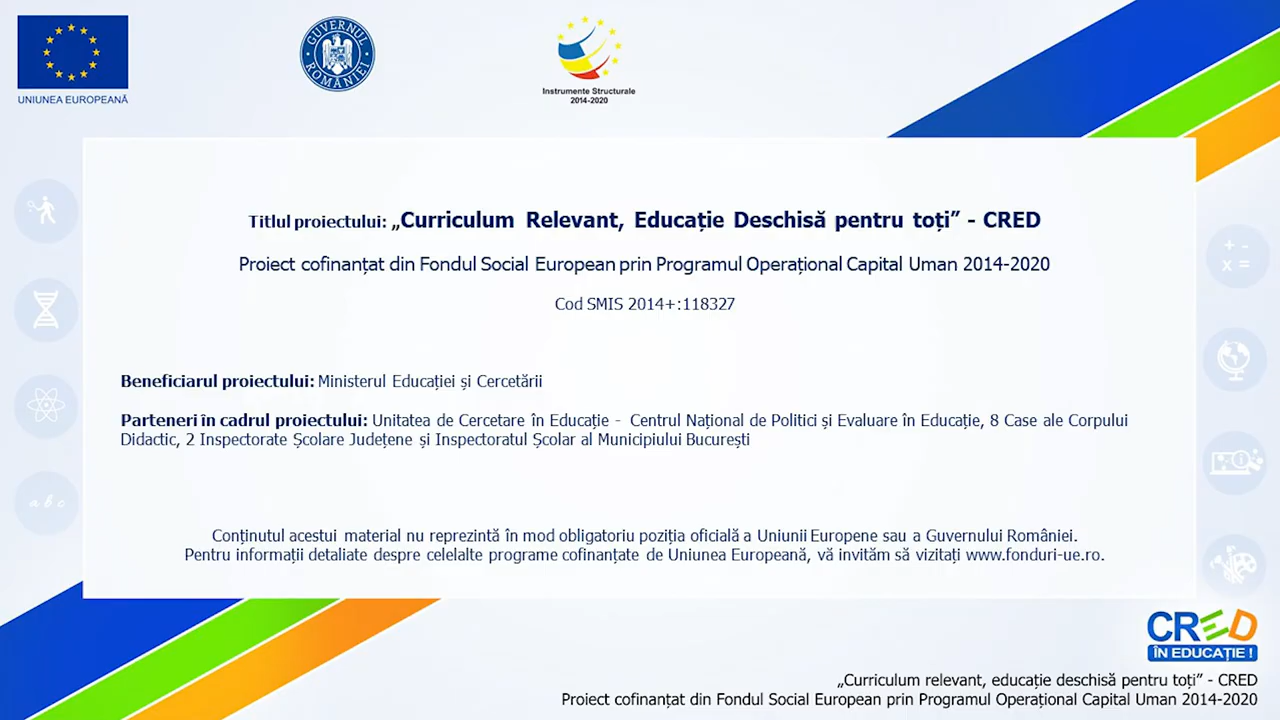 UNIUNEA EUROPEANĂ
GUVERNUL ROMÂNIEI
Instrumente Structurale
2014-2020
Titlul proiectului: „Curriculum Relevant, Educație Deschisă pentru toți” - CRED
Proiect cofinanțat din Fondul Social European prin Programul Operațional Capital Uman 2014-2020
Cod SMIS 2014+:118327
Beneficiarul proiectului: Ministerul Educației și Cercetării
Parteneri în cadrul proiectului: Unitatea de Cercetare în Educație - Centrul Național de Politici și Evaluare în Educație, 8 Case ale Corpului
Didactic, 2 Inspectorate Școlare Județene și Inspectoratul Școlar al Municipiului București
Conținutul acestui material nu reprezintă în mod obligatoriu poziția oficială a Uniunii Europene sau a Guvernului României.
Pentru informații detaliate despre celelalte programe cofinanțate de Uniunea Europeană, vă invităm să vizitați www.fonduri-ue.ro.
+ -
x =
a b c
CRED
ÎN EDUCAȚIE !
„Curriculum relevant, educație deschisă pentru toți” - CRED
Proiect cofinanțat din Fondul Social European prin Programul Operațional Capital Uman 2014-2020